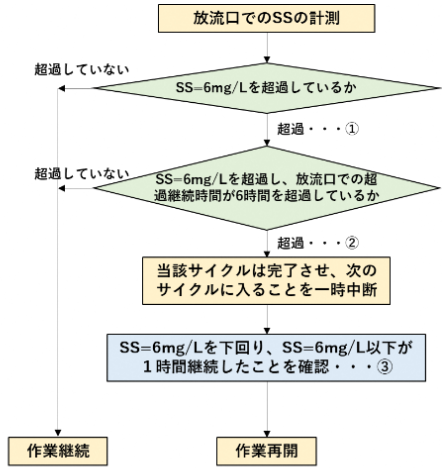 放流口でのSSの計測
超過していない
SS=6mg/Lを超過しているか
超過・・・①
超過していない
SS=6mg/Lを超過し、放流口での超
過継続時間が6時間を超過しているか
超過・・・②
当該サイクルは完了させ、次の
サイクルに入ることを一時中断
SS=6mg/Lを下回り、SS=6mg/L以下が
１時間継続したことを確認・・・③
作業継続
作業再開